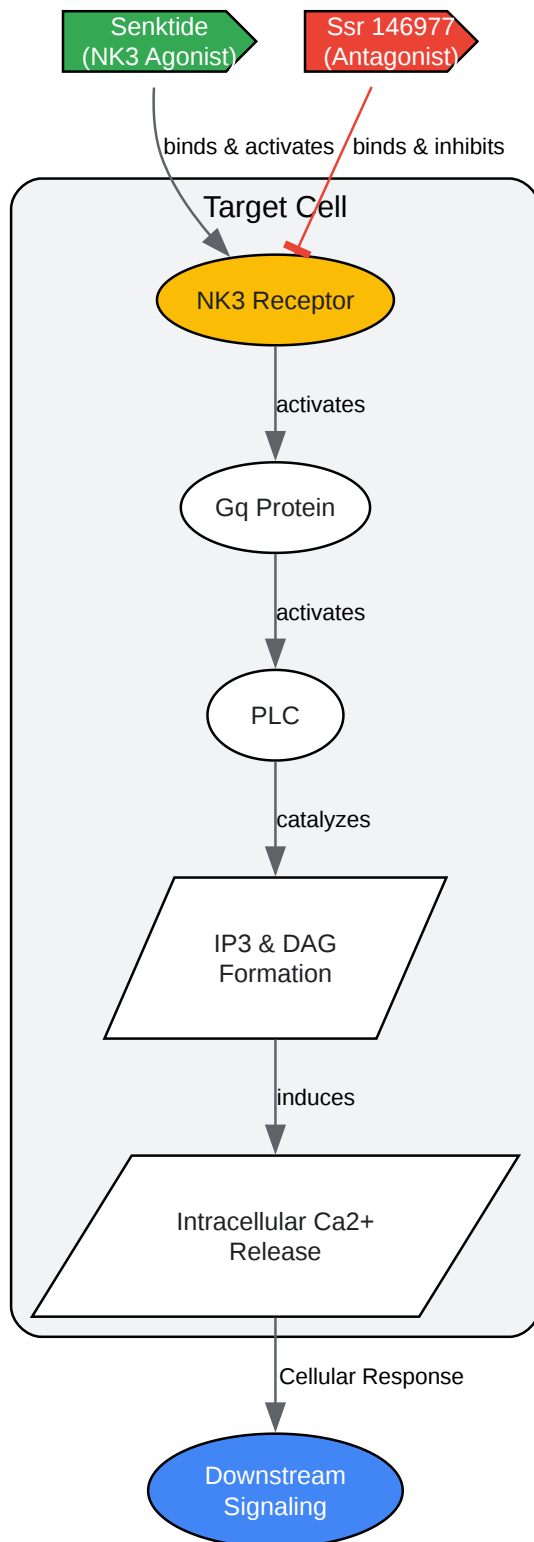 Senktide
(NK3 Agonist)
Ssr 146977
(Antagonist)
binds & activates
binds & inhibits
Target Cell
NK3 Receptor
activates
Gq Protein
activates
PLC
catalyzes
IP3 & DAG
Formation
induces
Intracellular Ca2+
Release
Cellular Response
Downstream
Signaling